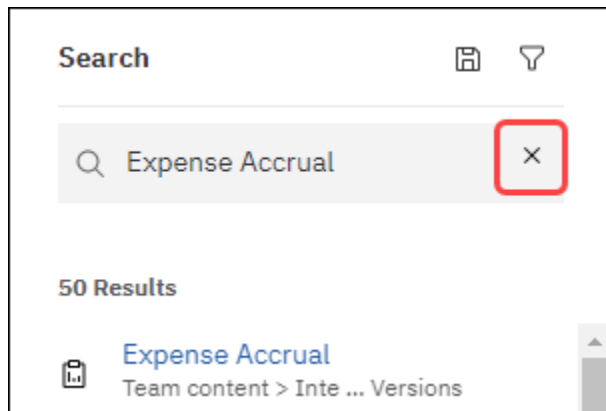 Search
Expense Accrual
50 Results
Expense Accrual
Team content > Inte ... Versions